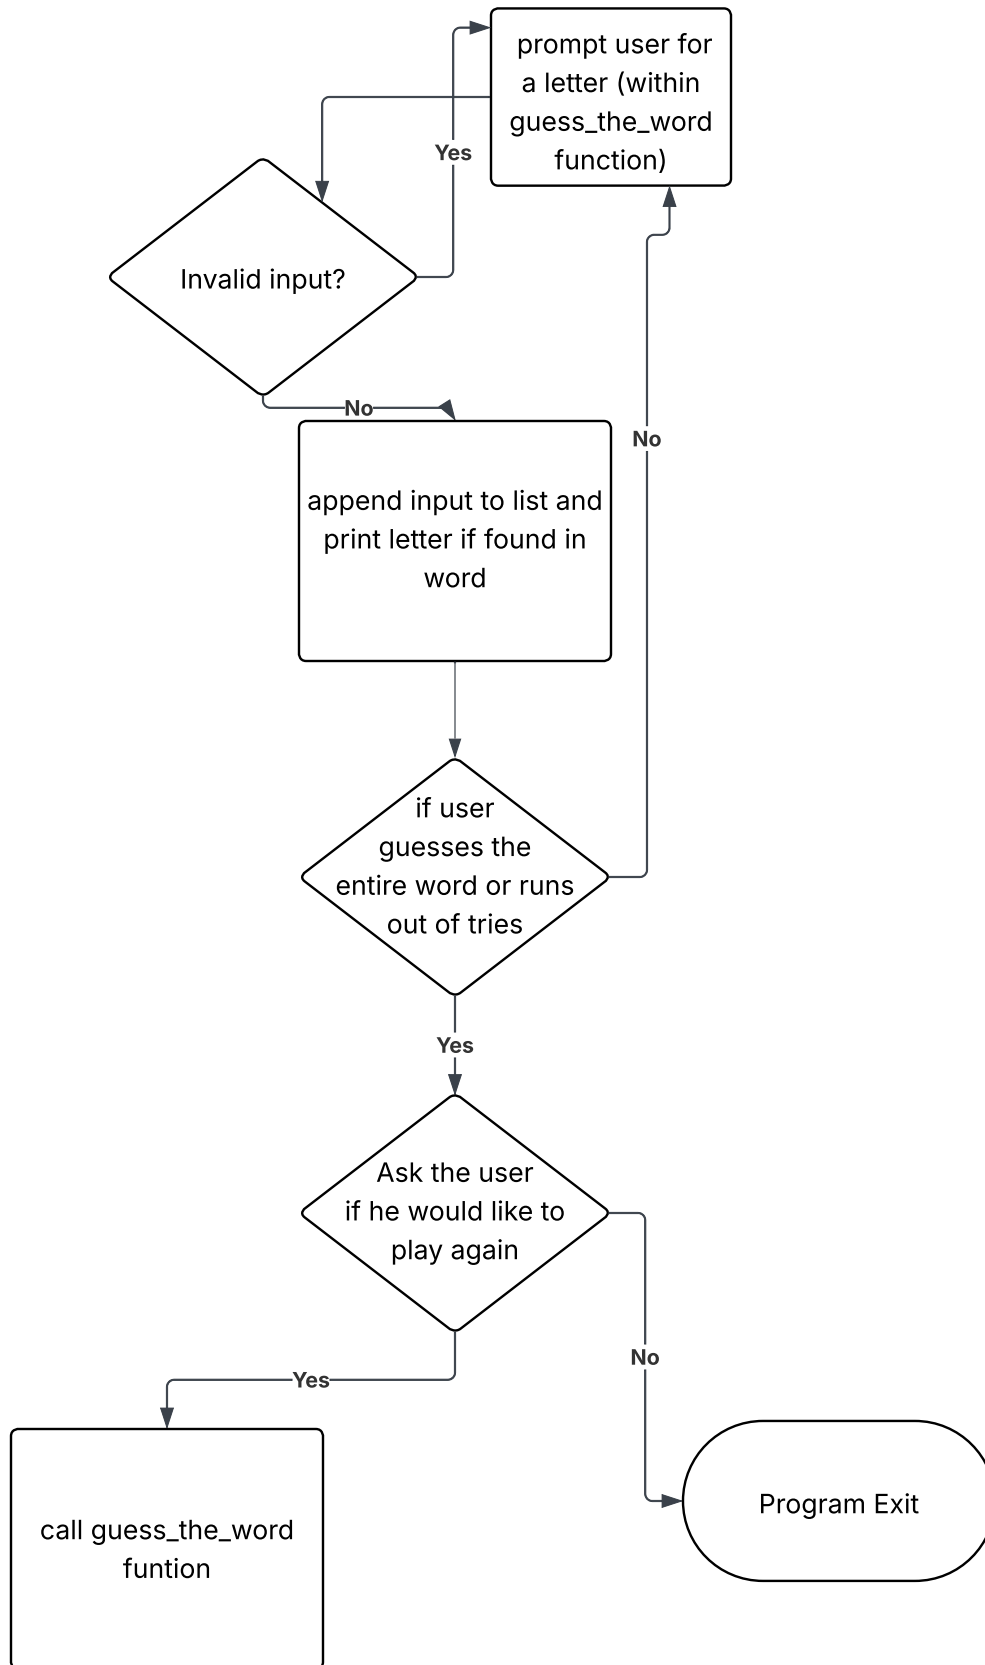 prompt user for
a letter (within
guess_the_word
function)
Yes
Invalid input?
No
append input to list and
print letter if found in
word
No
if user
guesses the
entire word or runs
out of tries
Yes
Ask the user
if he would like to
play again
No
Yes
call guess_the_word
funtion
Program Exit